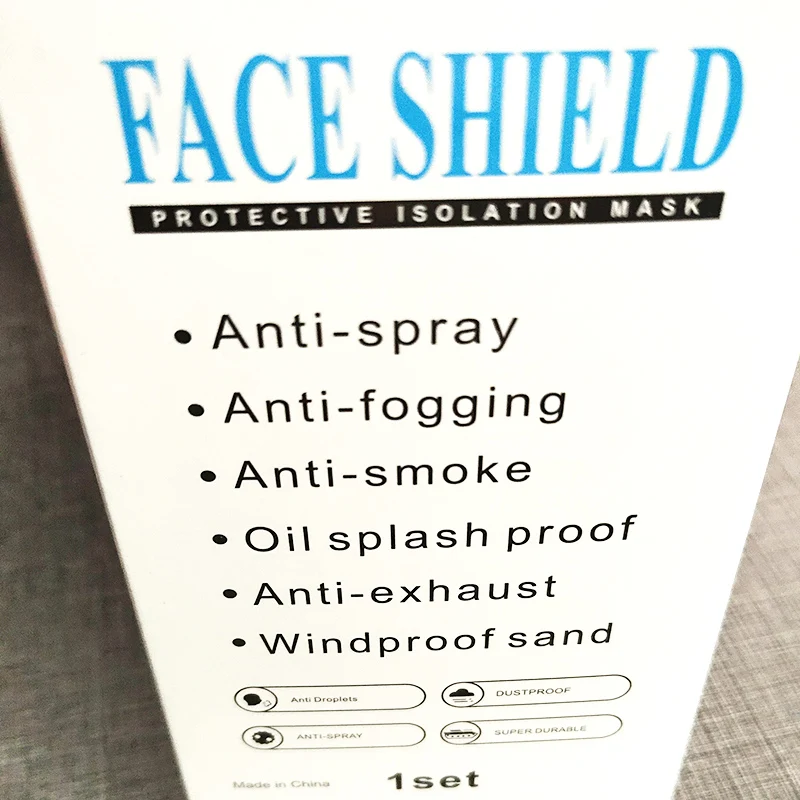 FACE SHIELD
PROTECTIVE ISOLATION MASK
• Anti-spray
• Anti-fogging
• Anti-smoke
• Oil splash proof
• Anti-exhaust
• Windproof sand
Anti Droplets
DUSTPROOF
ANTI-SPRAY
SUPER DURABLE
Made in China
1set